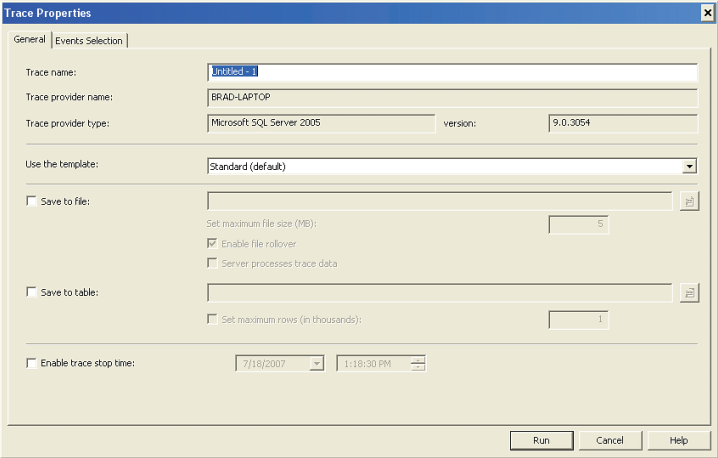 Trace Properties
General Events Selection
Trace name: Untitled - 1
Trace provider name: BRAD-LAPTOP
Trace provider type: Microsoft SQL Server 2005 version: 9.0.3054
Use the template: Standard (default)
Save to file:
Set maximum file size (MB): 5
Enable file rollover
Server processes trace data
Save to table:
Set maximum rows (in thousands): 1
Enable trace stop time: 7/18/2007 1:18:30 PM
Run Cancel Help